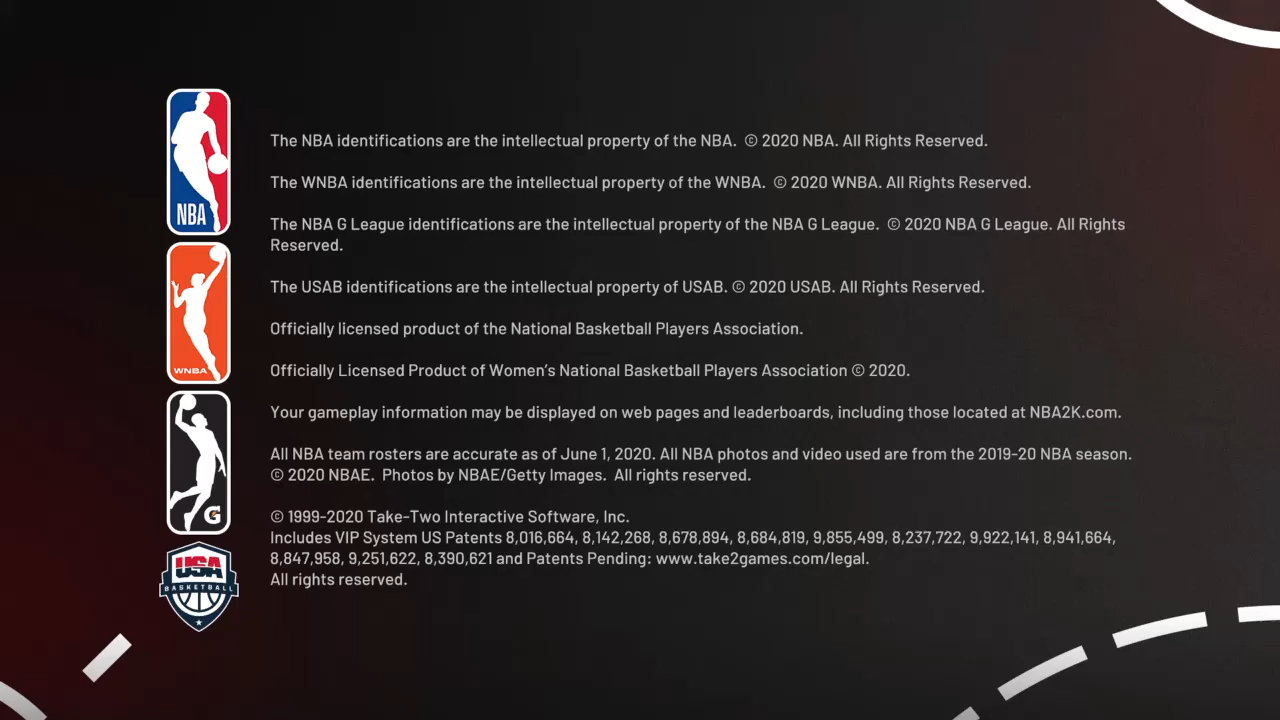 NBA
The NBA identifications are the intellectual property of the NBA.  © 2020 NBA. All Rights Reserved.
The WNBA identifications are the intellectual property of the WNBA.  © 2020 WNBA. All Rights Reserved.
The NBA G League identifications are the intellectual property of the NBA G League.  © 2020 NBA G League. All Rights
Reserved.
WNBA
The USAB identifications are the intellectual property of USAB. © 2020 USAB. All Rights Reserved.
Officially licensed product of the National Basketball Players Association.
Officially Licensed Product of Women's National Basketball Players Association © 2020.
G
Your gameplay information may be displayed on web pages and leaderboards, including those located at NBA2K.com.
All NBA team rosters are accurate as of June 1, 2020. All NBA photos and video used are from the 2019-20 NBA season.
© 2020 NBAE.  Photos by NBAE/Getty Images.  All rights reserved.
© 1999-2020 Take-Two Interactive Software, Inc.
Includes VIP System US Patents 8,016,664, 8,142,268, 8,678,894, 8,684,819, 9,855,499, 8,237,722, 9,922,141, 8,941,664,
8,847,958, 9,251,622, 8,390,621 and Patents Pending: www.take2games.com/legal.
All rights reserved.
USA
BASKETBALL